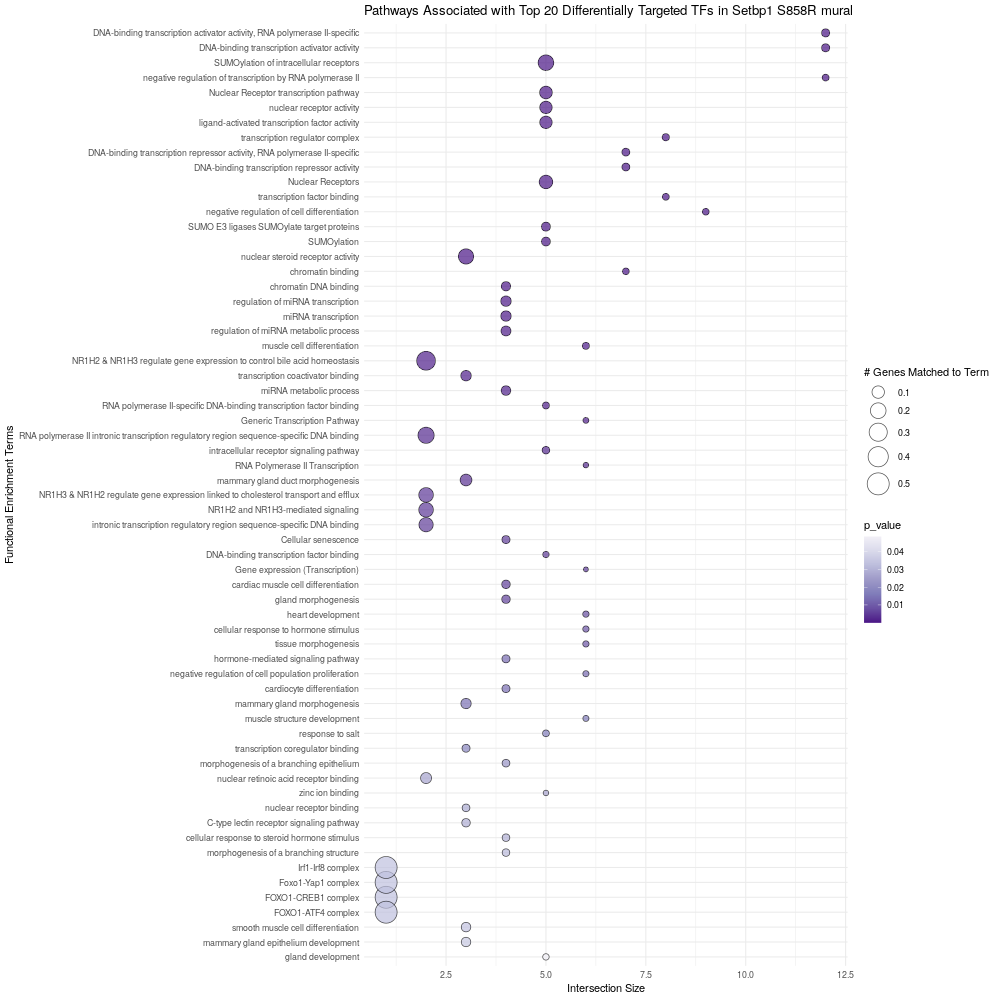 Pathways Associated with Top 20 Differentially Targeted TFs in Setbp1 S858R mural
DNA-binding transcription activator activity, RNA polymerase II-specific
DNA-binding transcription activator activity
SUMOylation of intracellular receptors
negative regulation of transcription by RNA polymerase II
Nuclear Receptor transcription pathway
nuclear receptor activity
ligand-activated transcription factor activity
transcription regulator complex
DNA-binding transcription repressor activity, RNA polymerase II-specific
DNA-binding transcription repressor activity
Nuclear Receptors
transcription factor binding
negative regulation of cell differentiation
SUMO E3 ligases SUMOylate target proteins
SUMOylation
nuclear steroid receptor activity
chromatin binding
chromatin DNA binding
regulation of miRNA transcription
miRNA transcription
regulation of miRNA metabolic process
muscle cell differentiation
NR1H2 & NR1H3 regulate gene expression to control bile acid homeostasis
transcription coactivator binding
miRNA metabolic process
RNA polymerase II-specific DNA-binding transcription factor binding
Generic Transcription Pathway
RNA polymerase II intronic transcription regulatory region sequence-specific DNA binding
intracellular receptor signaling pathway
RNA Polymerase II Transcription
mammary gland duct morphogenesis
NR1H3 & NR1H2 regulate gene expression linked to cholesterol transport and efflux
NR1H2 and NR1H3-mediated signaling
intronic transcription regulatory region sequence-specific DNA binding
Cellular senescence
DNA-binding transcription factor binding
Gene expression (Transcription)
cardiac muscle cell differentiation
gland morphogenesis
heart development
cellular response to hormone stimulus
tissue morphogenesis
hormone-mediated signaling pathway
negative regulation of cell population proliferation
cardiocyte differentiation
mammary gland morphogenesis
muscle structure development
response to salt
transcription coregulator binding
morphogenesis of a branching epithelium
nuclear retinoic acid receptor binding
zinc ion binding
nuclear receptor binding
C-type lectin receptor signaling pathway
cellular response to steroid hormone stimulus
morphogenesis of a branching structure
Irf1-Irf8 complex
Foxo1-Yap1 complex
FOXO1-CREB1 complex
FOXO1-ATF4 complex
smooth muscle cell differentiation
mammary gland epithelium development
gland development
Functional Enrichment Terms
2.5
5.0
7.5
10.0
12.5
Intersection Size
# Genes Matched to Term
0.1
0.2
0.3
0.4
0.5
p_value
0.04
0.03
0.02
0.01